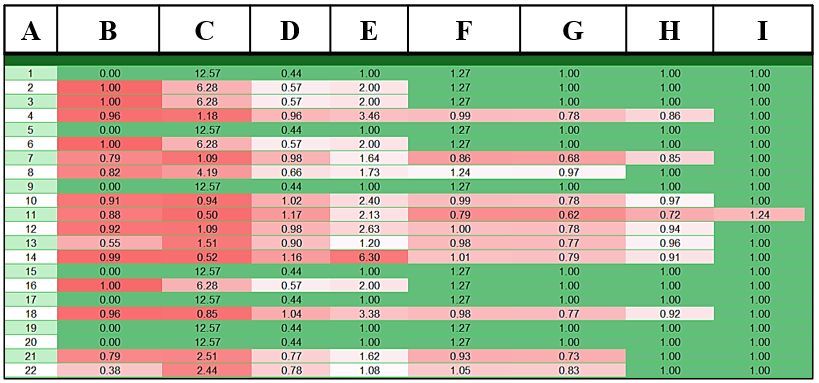 A B C D E F G H I
1 0.00 12.57 0.44 1.00 1.27 1.00 1.00 1.00
2 1.00 6.28 0.57 2.00 1.27 1.00 1.00 1.00
3 1.00 6.28 0.57 2.00 1.27 1.00 1.00 1.00
4 0.96 1.18 0.96 3.46 0.99 0.78 0.86 1.00
5 0.00 12.57 0.44 1.00 1.27 1.00 1.00 1.00
6 1.00 6.28 0.57 2.00 1.27 1.00 1.00 1.00
7 0.79 1.09 0.98 1.64 0.86 0.68 0.85 1.00
8 0.82 4.19 0.66 1.73 1.24 0.97 1.00 1.00
9 0.00 12.57 0.44 1.00 1.27 1.00 1.00 1.00
10 0.91 0.94 1.02 2.40 0.99 0.78 0.97 1.00
11 0.88 0.50 1.17 2.13 0.79 0.62 0.72 1.24
12 0.92 1.09 0.98 2.63 1.00 0.78 0.94 1.00
13 0.55 1.51 0.90 1.20 0.98 0.77 0.96 1.00
14 0.99 0.52 1.16 6.30 1.01 0.79 0.91 1.00
15 0.00 12.57 0.44 1.00 1.27 1.00 1.00 1.00
16 1.00 6.28 0.57 2.00 1.27 1.00 1.00 1.00
17 0.00 12.57 0.44 1.00 1.27 1.00 1.00 1.00
18 0.96 0.85 1.04 3.38 0.98 0.77 0.92 1.00
19 0.00 12.57 0.44 1.00 1.27 1.00 1.00 1.00
20 0.00 12.57 0.44 1.00 1.27 1.00 1.00 1.00
21 0.79 2.51 0.77 1.62 0.93 0.73 1.00 1.00
22 0.38 2.44 0.78 1.08 1.05 0.83 1.00 1.00